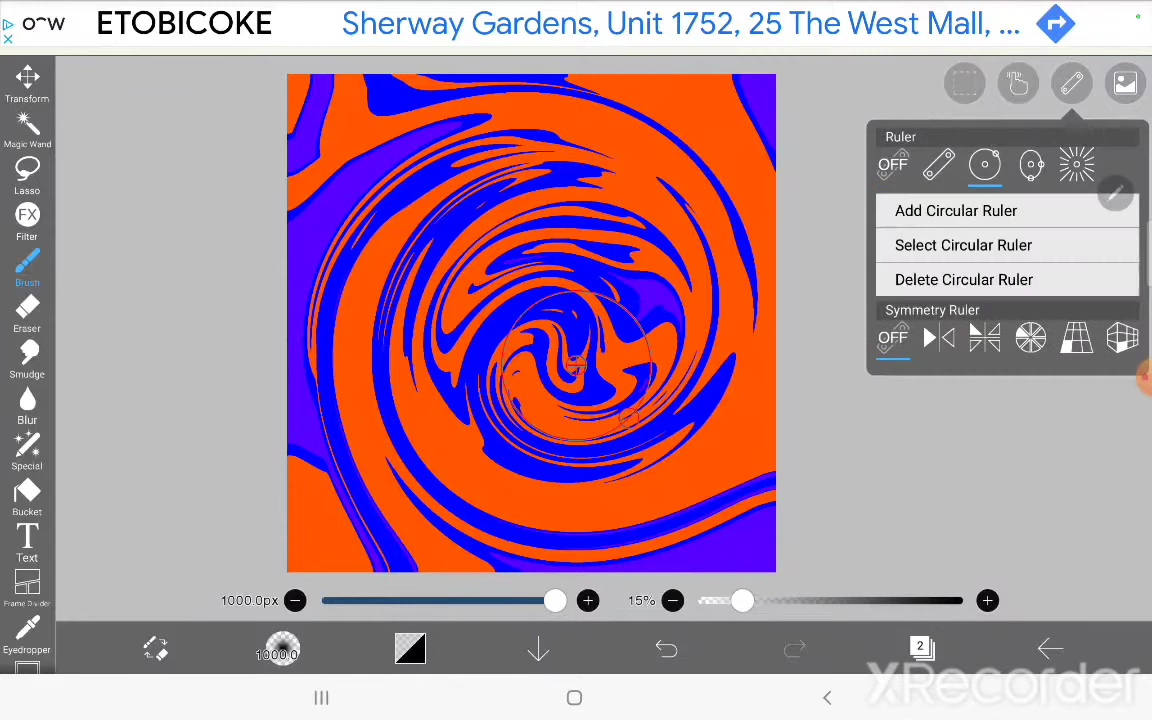 o~w ETOBICOKE Sherway Gardens, Unit 1752, 25 The West Mall, ...
Transform
Magic Wand
Lasso
FX
Filter
Brush
Eraser
Smudge
Blur
Special
Bucket
T
Text
Frame Divider
Eyedropper
Ruler
OFF
Add Circular Ruler
Select Circular Ruler
Delete Circular Ruler
Symmetry Ruler
OFF
1000.0px
15%
1000.0
2
XRecorder